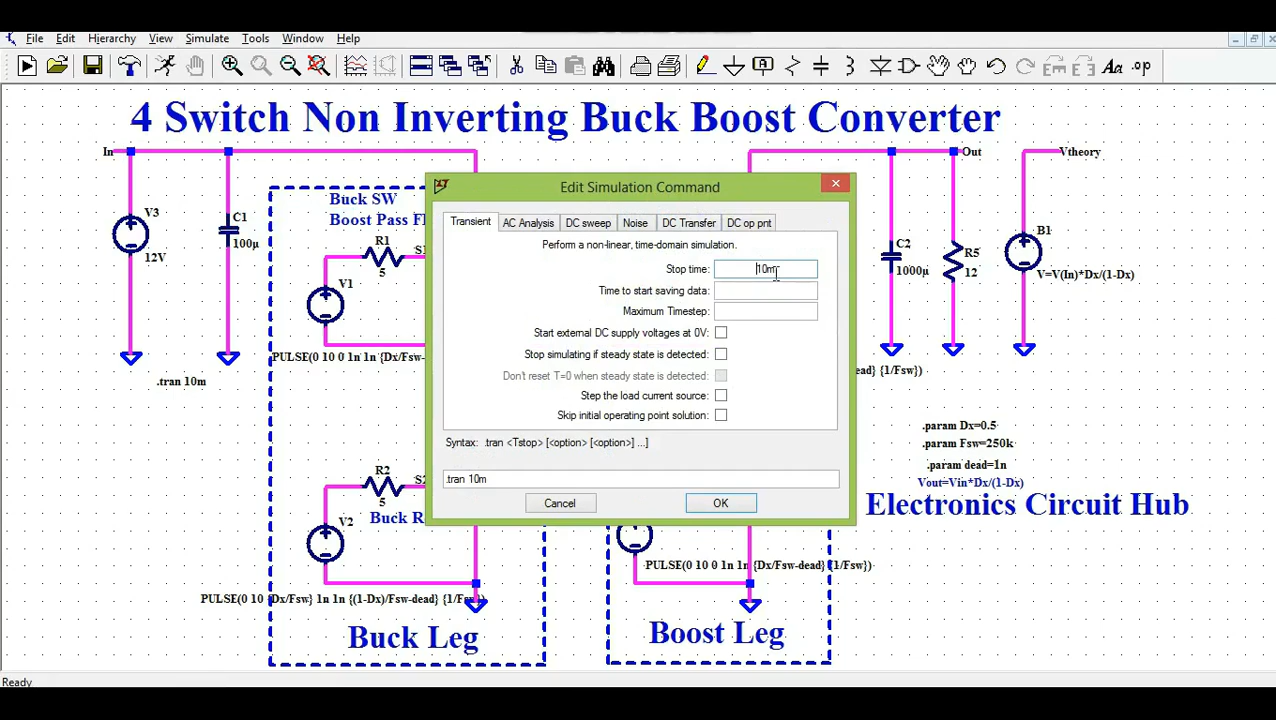 File Edit Hierarchy View Simulate Tools Window Help
Aa .op
4 Switch Non Inverting Buck Boost Converter
In
Out
Vtheory
Buck SW
Boost Pass F
V3
12V
C1
100µ
R1
5
V1
PULSE(0 10 0 1n 1n {Dx/Fsw-
.tran 10m
R2
5
Buck R
V2
PULSE(0 10 {Dx/Fsw} 1n 1n {(1-Dx)/Fsw-dead} {1/Fsw})
Buck Leg
Edit Simulation Command
Transient AC Analysis DC sweep Noise DC Transfer DC op pnt
Perform a non-linear, time-domain simulation.
Stop time: 10m
Time to start saving data:
Maximum Timestep:
Start external DC supply voltages at 0V:
Stop simulating if steady state is detected:
Don't reset T=0 when steady state is detected:
Step the load current source:
Skip initial operating point solution:
Syntax: .tran <Tstop> [<option> [<option>] ...]
.tran 10m
Cancel OK
C2
1000µ
R5
12
B1
V=V(In)*Dx/(1-Dx)
ead} {1/Fsw})
.param Dx=0.5
.param Fsw=250k
.param dead=1n
Vout=Vin*Dx/(1-Dx)
Electronics Circuit Hub
PULSE(0 10 0 1n 1n {Dx/Fsw-dead} {1/Fsw})
Boost Leg
Ready